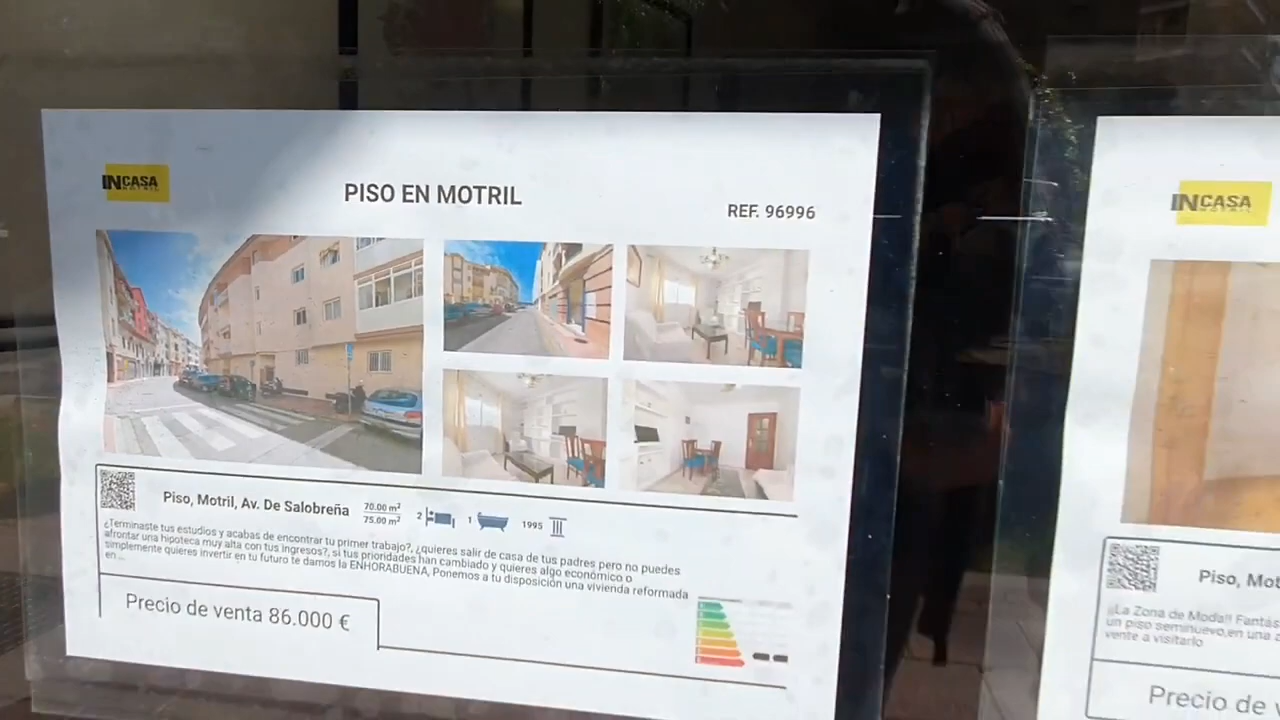 INCASA
MOTRIL
PISO EN MOTRIL
REF. 96996
Piso, Motril, Av. De Salobreña
70.00 m²
75.00 m²
2
1
1995
¿Terminaste tus estudios y acabas de encontrar tu primer trabajo?, ¿quieres salir de casa de tus padres pero no puedes
afrontar una hipoteca muy alta con tus ingresos?, si tus prioridades han cambiado y quieres algo económico o
simplemente quieres invertir en tu futuro te damos la ENHORABUENA, Ponemos a tu disposición una vivienda reformada
en...
Precio de venta 86.000 €
INCASA
MOTRIL
Piso, Mot
¡¡La Zona de Moda!! Fantás
un piso seminuevo,en una
vente a visitarlo
Precio de v